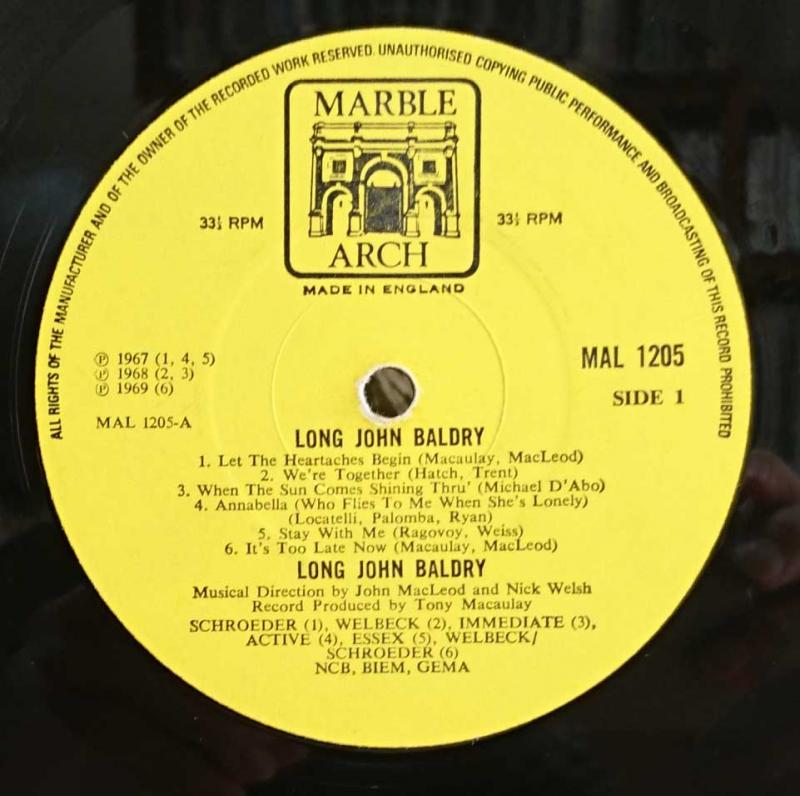 ALL RIGHTS OF THE MANUFACTURER AND OF THE OWNER OF THE RECORDED WORK RESERVED. UNAUTHORISED COPYING PUBLIC PERFORMANCE AND BROADCASTING OF THIS RECORD PROHIBITED
MARBLE
ARCH
33⅓ RPM
33⅓ RPM
MADE IN ENGLAND
℗ 1967 (1, 4, 5)
℗ 1968 (2, 3)
℗ 1969 (6)
MAL 1205-A
MAL 1205
SIDE 1
LONG JOHN BALDRY
1. Let The Heartaches Begin (Macaulay, MacLeod)
2. We're Together (Hatch, Trent)
3. When The Sun Comes Shining Thru' (Michael D'Abo)
4. Annabella (Who Flies To Me When She's Lonely)
(Locatelli, Palomba, Ryan)
5. Stay With Me (Ragovoy, Weiss)
6. It's Too Late Now (Macaulay, MacLeod)
LONG JOHN BALDRY
Musical Direction by John MacLeod and Nick Welsh
Record Produced by Tony Macaulay
SCHROEDER (1), WELBECK (2), IMMEDIATE (3),
ACTIVE (4), ESSEX (5), WELBECK/
SCHROEDER (6)
NCB, BIEM, GEMA